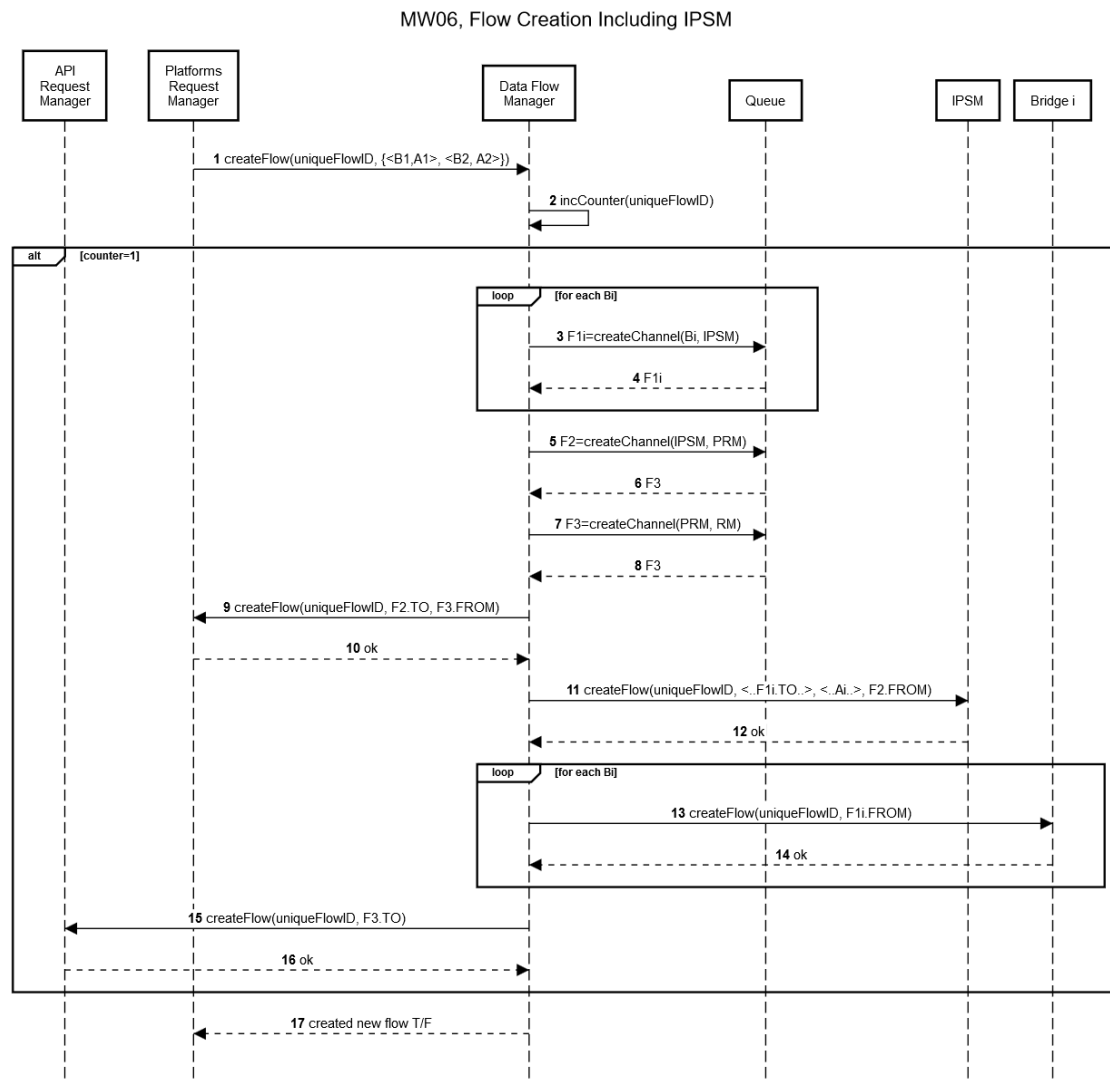 MW06, Flow Creation Including IPSM
API
Request
Manager
Platforms
Request
Manager
Data Flow
Manager
Queue
IPSM
Bridge i
1 createFlow(uniqueFlowID, {<B1,A1>, <B2, A2>})
2 incCounter(uniqueFlowID)
alt [counter=1]
loop [for each Bi]
3 F1i=createChannel(Bi, IPSM)
4 F1i
5 F2=createChannel(IPSM, PRM)
6 F3
7 F3=createChannel(PRM, RM)
8 F3
9 createFlow(uniqueFlowID, F2.TO, F3.FROM)
10 ok
11 createFlow(uniqueFlowID, <..F1i.TO..>, <..Ai..>, F2.FROM)
12 ok
loop [for each Bi]
13 createFlow(uniqueFlowID, F1i.FROM)
14 ok
15 createFlow(uniqueFlowID, F3.TO)
16 ok
17 created new flow T/F